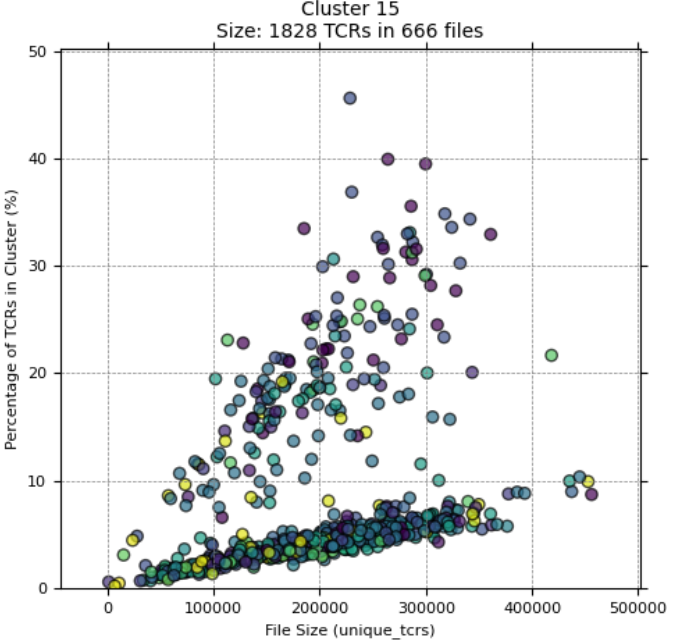 Cluster 15
Size: 1828 TCRs in 666 files
50
40
30
20
10
0
Percentage of TCRs in Cluster (%)
0 100000 200000 300000 400000 500000
File Size (unique_tcrs)